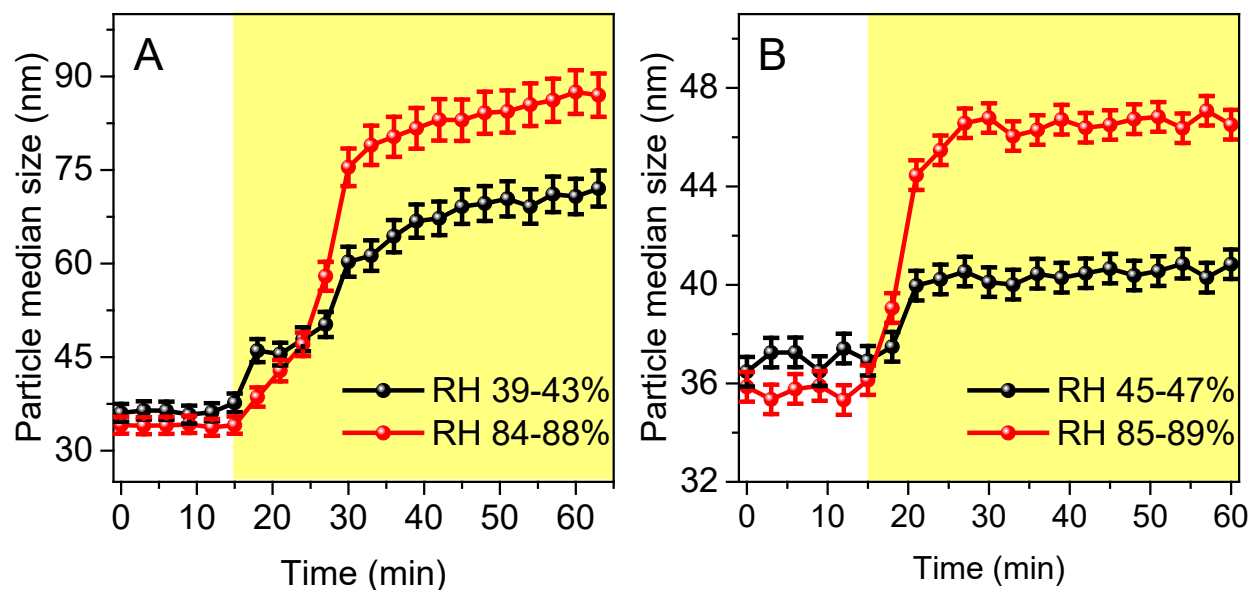 A
Particle median size (nm)
90
75
60
45
30
RH 39-43%
RH 84-88%
0 10 20 30 40 50 60
Time (min)
B
Particle median size (nm)
48
44
40
36
32
RH 45-47%
RH 85-89%
0 10 20 30 40 50 60
Time (min)